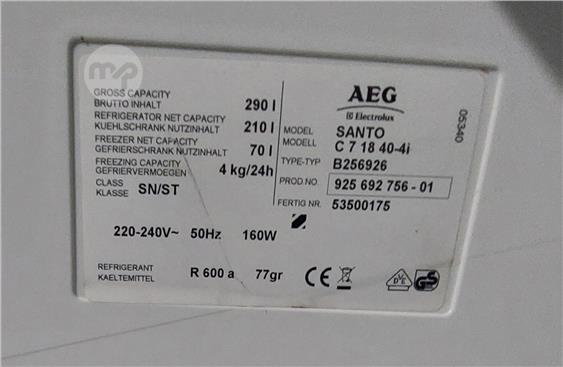 GROSS CAPACITY
BRUTTO INHALT 290 l
REFRIGERATOR NET CAPACITY
KUEHLSCHRANK NUTZINHALT 210 l
FREEZER NET CAPACITY
GEFRIERSCHRANK NUTZINHALT 70 l
FREEZING CAPACITY
GEFRIERVERMOEGEN 4 kg/24h
CLASS
KLASSE SN/ST
220-240V~ 50Hz 160W
REFRIGERANT
KAELTEMITTEL R 600 a 77gr
AEG
Electrolux
MODEL SANTO
MODELL C 7 18 40-4i
TYPE-TYP B256926
PROD.NO. 925 692 756 - 01
FERTIG NR. 53500175
CE
DVE
GS
05340
mp